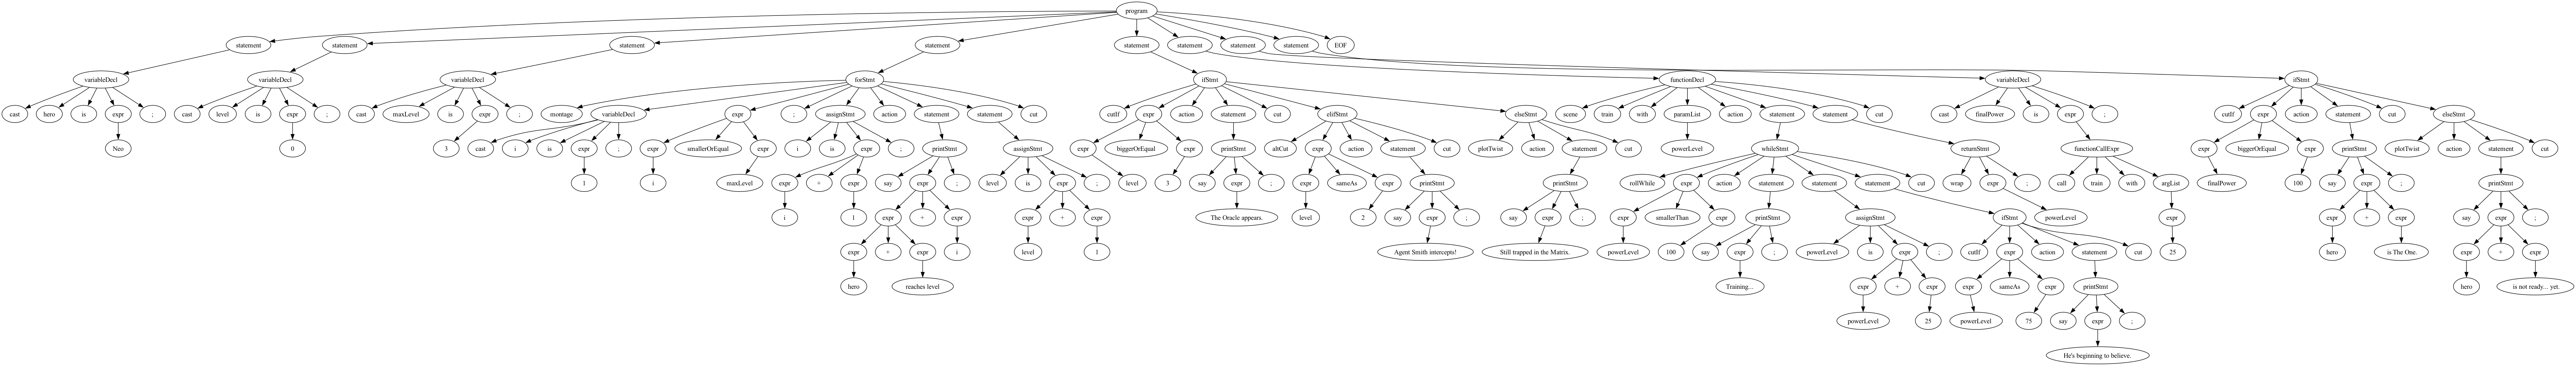 program
statement statement statement statement statement statement statement statement EOF
variableDecl variableDecl variableDecl forStmt ifStmt functionDecl variableDecl ifStmt
cast hero is expr ; cast level is expr ; cast maxLevel is expr ; montage variableDecl expr ; assignStmt action statement statement cut cutIf expr action statement cut elifStmt elseStmt scene train with paramList action statement statement cut cast finalPower is expr ; cutIf expr action statement cut elseStmt
Neo 0 3 cast i is expr ; expr smallerOrEqual expr i is expr ; printStmt assignStmt expr biggerOrEqual expr printStmt altCut expr action statement cut plotTwist action statement cut powerLevel whileStmt returnStmt functionCallExpr expr biggerOrEqual expr printStmt plotTwist action statement cut
1 i maxLevel expr + expr say expr ; level is expr ; level 3 say expr ; expr sameAs expr printStmt printStmt rollWhile expr action statement statement statement cut wrap expr ; call train with argList finalPower 100 say expr ; printStmt
i 1 expr + expr expr + expr The Oracle appears. level 2 say expr ; say expr ; expr smallerThan expr printStmt assignStmt ifStmt powerLevel expr expr + expr say expr ;
expr + expr i level 1 Agent Smith intercepts! Still trapped in the Matrix. powerLevel 100 say expr ; powerLevel is expr ; cutIf expr action statement cut 25 hero is The One. expr + expr
hero reaches level Training... expr + expr expr sameAs expr printStmt hero is not ready... yet.
powerLevel 25 powerLevel 75 say expr ;
He's beginning to believe.